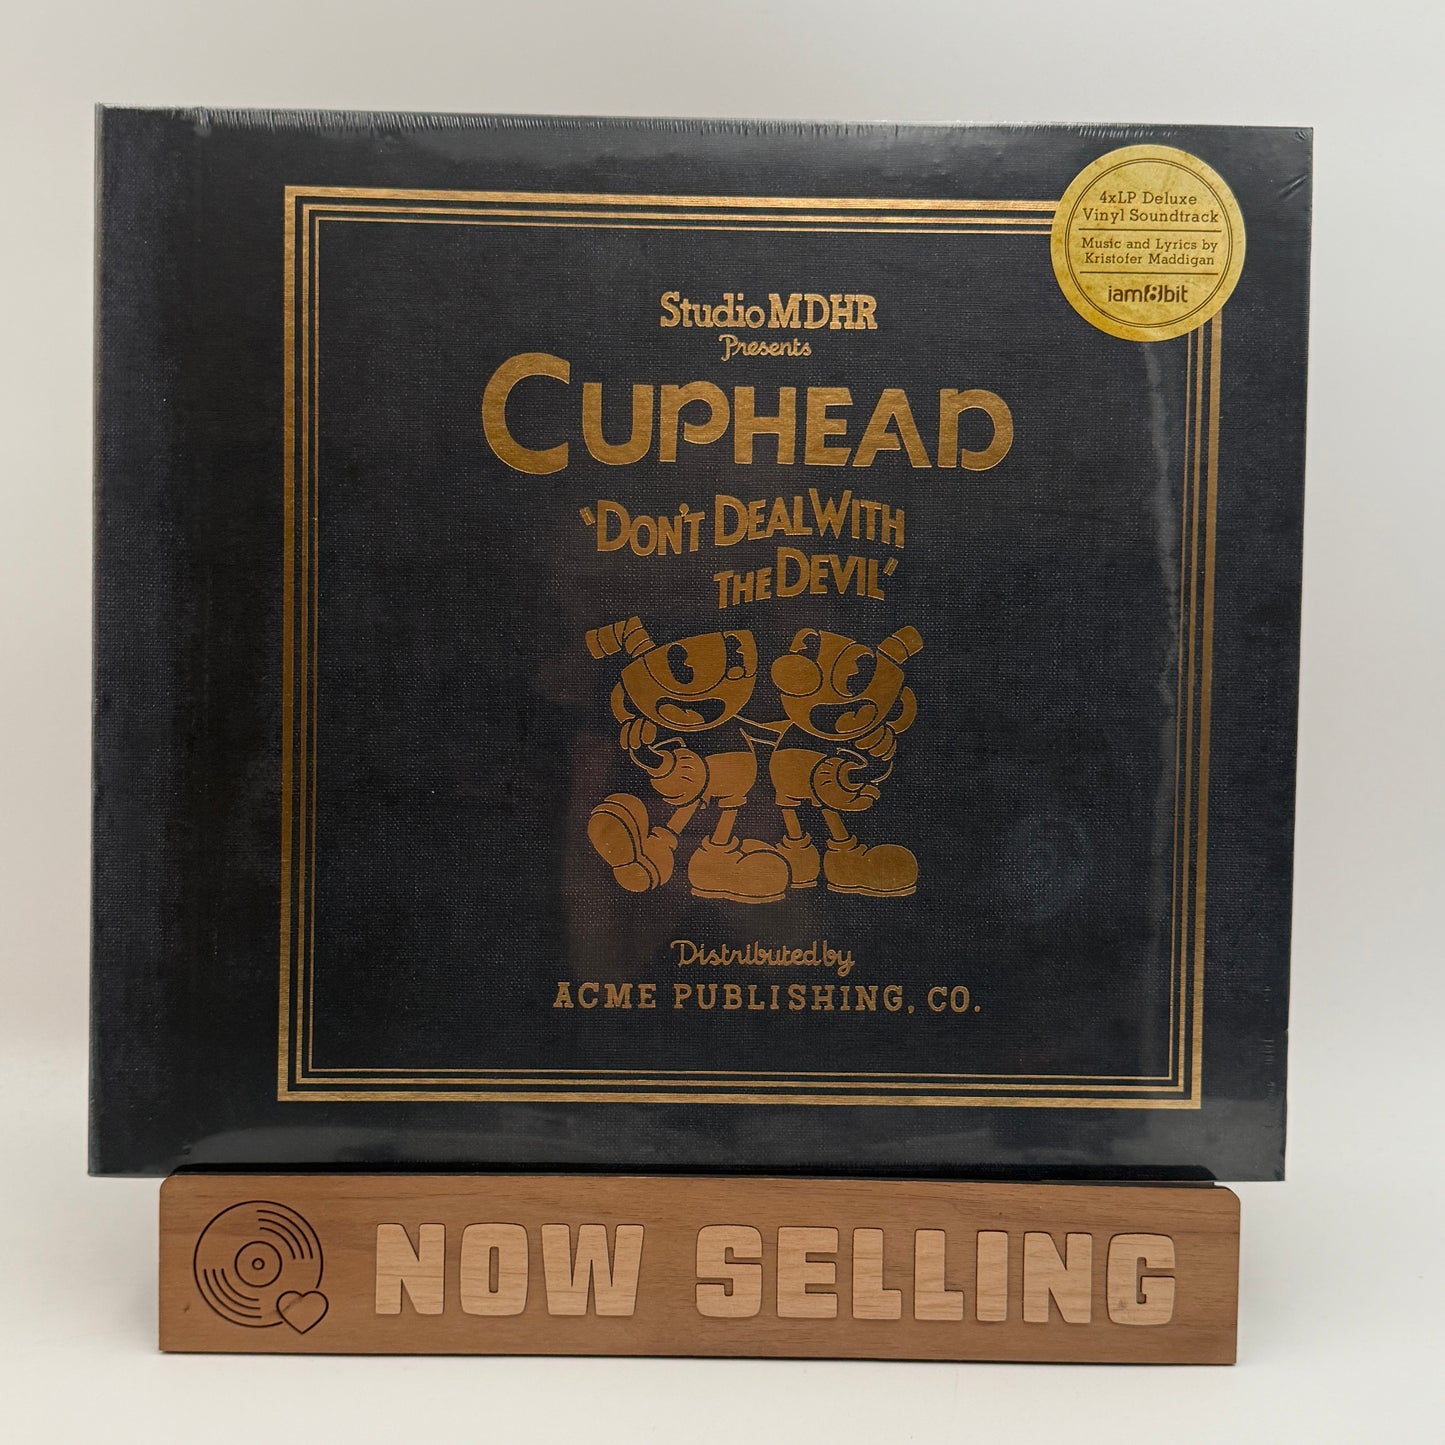 4xLP Deluxe
Vinyl Soundtrack
Music and Lyrics by
Kristofer Maddigan
iam8bit
Studio MDHR
Presents
CUPHEAD
"DON'T DEAL WITH
THE DEVIL"
Distributed by
ACME PUBLISHING, CO.
NOW SELLING